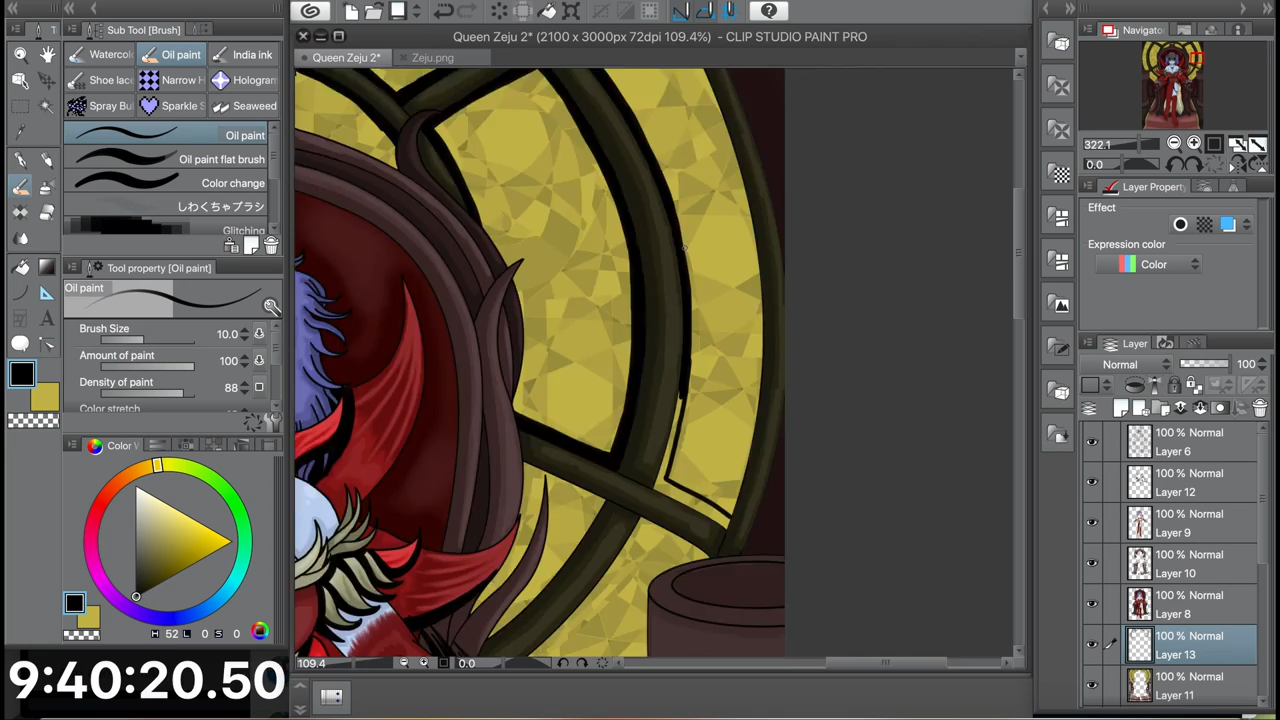 Queen Zeju 2* (2100 x 3000px 72dpi 109.4%) - CLIP STUDIO PAINT PRO
Sub Tool [Brush]
Watercol
Oil paint
India ink
Shoe lace
Narrow H
Hologram
Spray Bu
Sparkle S
Seaweed
Oil paint
Oil paint flat brush
Color change
しわくちゃブラシ
Glitching
Tool property [Oil paint]
Oil paint
Brush Size
10.0
Amount of paint
100
Density of paint
88
Color stretch
Color W
H 52 L 0 S 0
9:40:20.50
Queen Zeju 2*
Zeju.png
109.4
0.0
FIT
Navigator
322.1
0.0
Layer Property
Effect
Expression color
Color
Layer
Normal
100
100 % Normal
Layer 6
100 % Normal
Layer 12
100 % Normal
Layer 9
100 % Normal
Layer 10
100 % Normal
Layer 8
100 % Normal
Layer 13
100 % Normal
Layer 11